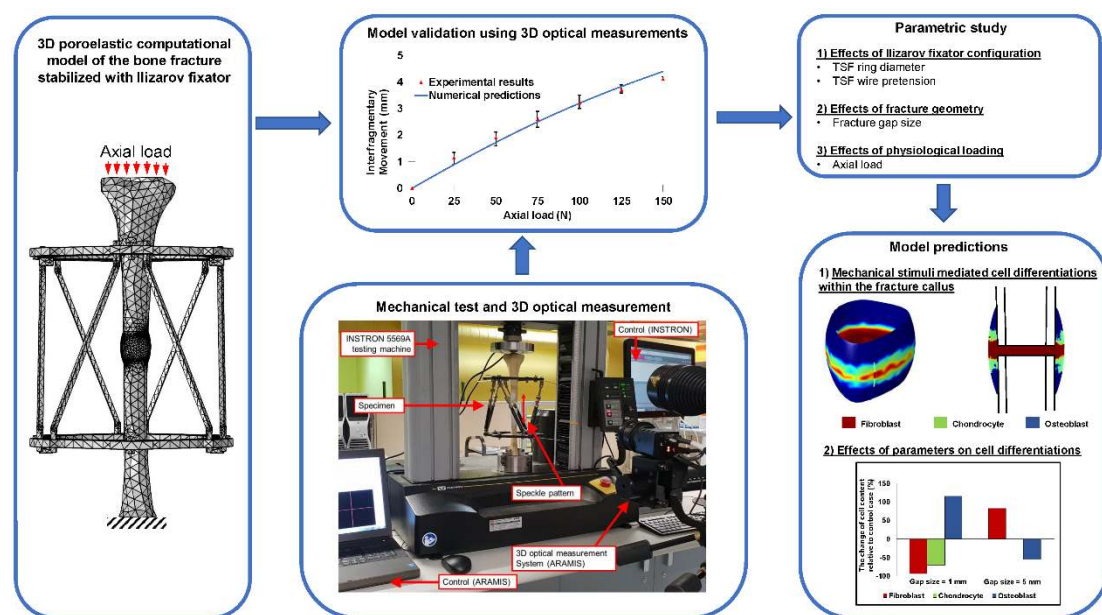 3D poroelastic computational
model of the bone fracture
stabilized with Ilizarov fixator
Axial load
Model validation using 3D optical measurements
Interfragmentary
Movement (mm)
5
4
3
2
1
0
Experimental results
Numerical predictions
0
25
50
75
100
125
150
Axial load (N)
Mechanical test and 3D optical measurement
INSTRON 5569A
testing machine
Control (INSTRON)
Specimen
Speckle pattern
3D optical measurement
System (ARAMIS)
Control (ARAMIS)
Parametric study
1) Effects of Ilizarov fixator configuration
• TSF ring diameter
• TSF wire pretension
2) Effects of fracture geometry
• Fracture gap size
3) Effects of physiological loading
• Axial load
Model predictions
1) Mechanical stimuli mediated cell differentiations
within the fracture callus
Fibroblast
Chondrocyte
Osteoblast
2) Effects of parameters on cell differentiations
The change of cell content
relative to control case (%)
150
100
50
0
-50
-100
Gap size = 1 mm
Gap size = 5 mm
Fibroblast
Chondrocyte
Osteoblast